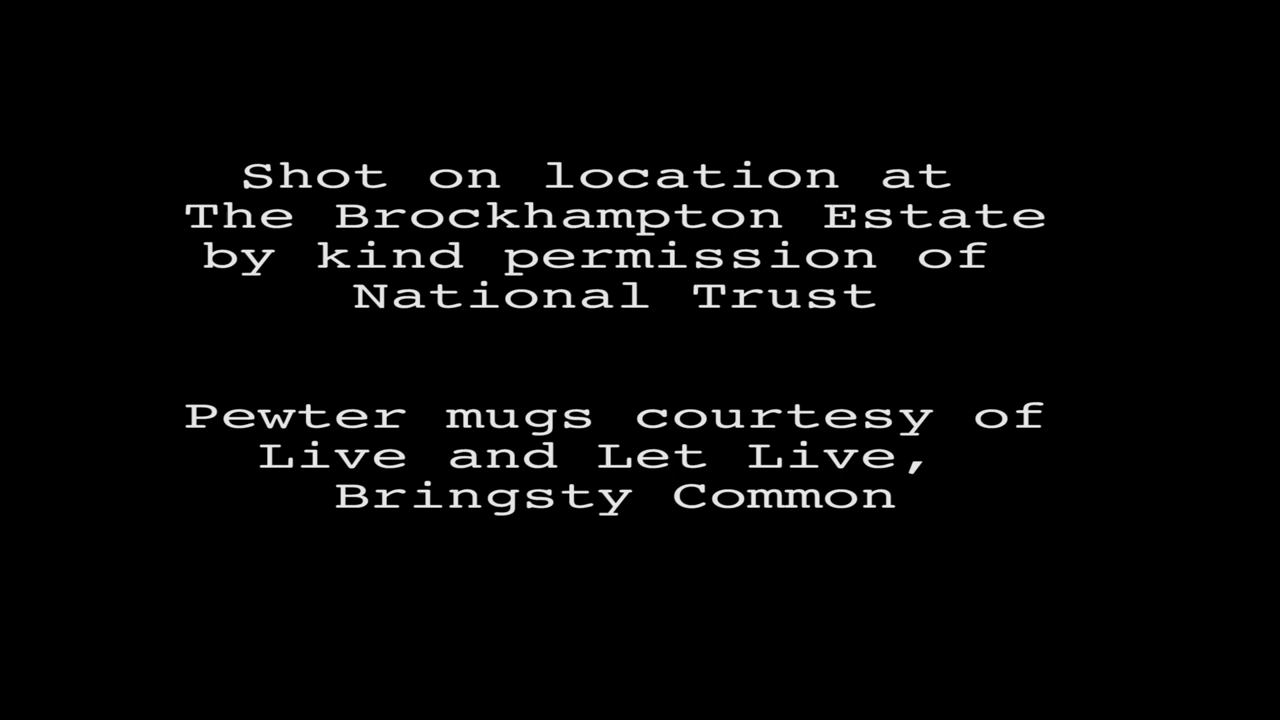 Shot on location at
The Brockhampton Estate
by kind permission of
National Trust
Pewter mugs courtesy of
Live and Let Live,
Bringsty Common